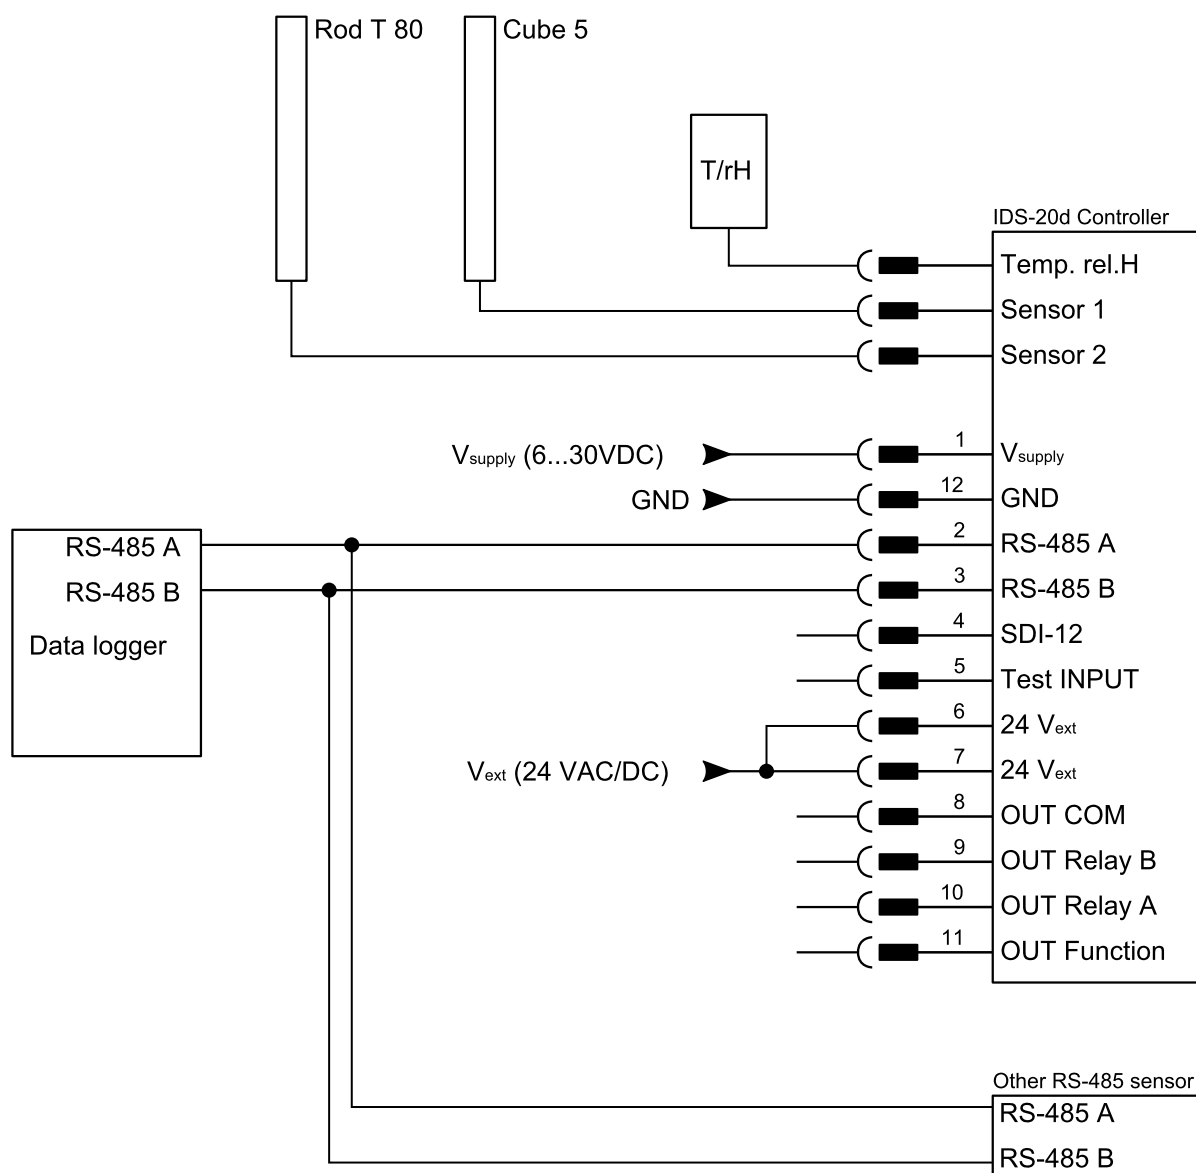 Rod T 80
Cube 5
T/rH
IDS-20d Controller
Temp. rel.H
Sensor 1
Sensor 2
Vsupply (6...30VDC)
1
Vsupply
GND
12
GND
RS-485 A
2
RS-485 A
RS-485 B
3
RS-485 B
Data logger
4
SDI-12
5
Test INPUT
6
24 Vext
Vext (24 VAC/DC)
7
24 Vext
8
OUT COM
9
OUT Relay B
10
OUT Relay A
11
OUT Function
Other RS-485 sensor
RS-485 A
RS-485 B